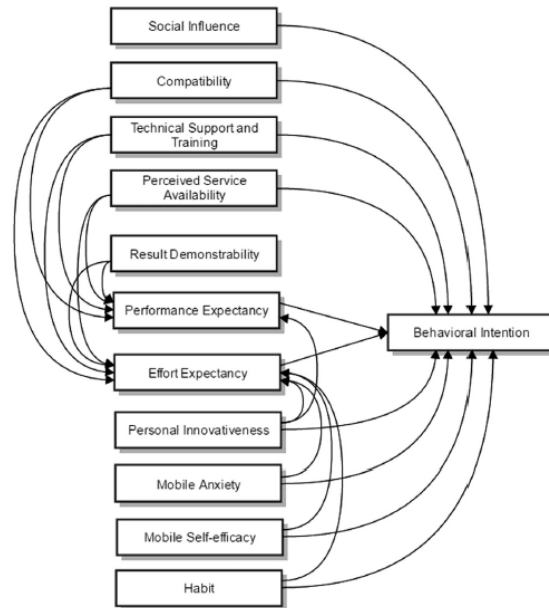 Social Influence
Compatibility
Technical Support and
Training
Perceived Service
Availability
Result Demonstrability
Performance Expectancy
Behavioral Intention
Effort Expectancy
Personal Innovativeness
Mobile Anxiety
Mobile Self-efficacy
Habit